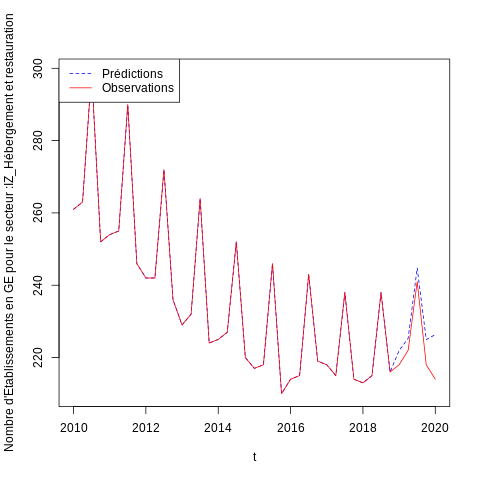 Nombre d'Etablissements en GE pour le secteur :IZ_Hébergement et restauration
300
280
260
240
220
Prédictions
Observations
2010 2012 2014 2016 2018 2020
t